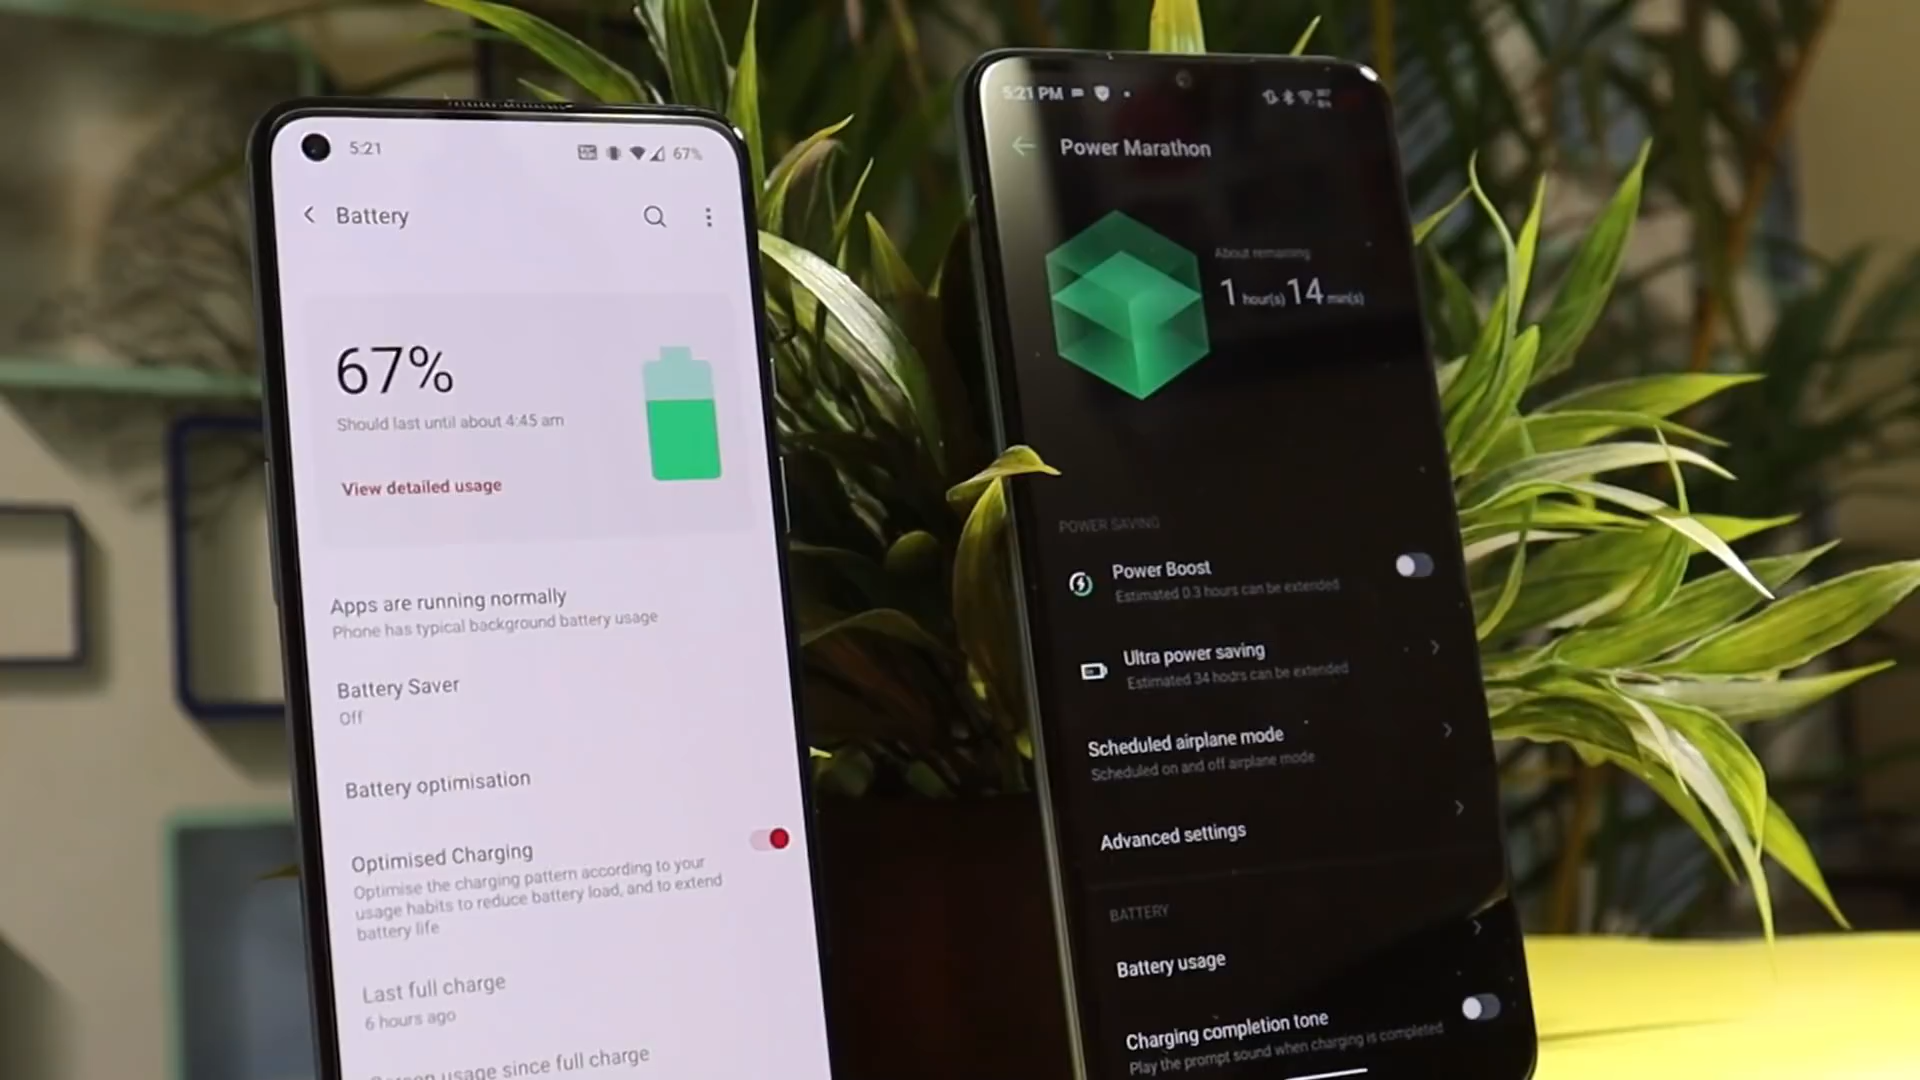 5:21
67%
Battery
67%
Should last until about 4:45 am
View detailed usage
Apps are running normally
Phone has typical background battery usage
Battery Saver
Off
Battery optimisation
Optimised Charging
Optimise the charging pattern according to your
usage habits to reduce battery load, and to extend
battery life
Last full charge
6 hours ago
Screen usage since full charge
5:21 PM
Power Marathon
About remaining
1 hour(s) 14 min(s)
POWER SAVING
Power Boost
Estimated 0.3 hours can be extended
Ultra power saving
Estimated 34 hours can be extended
Scheduled airplane mode
Scheduled on and off airplane mode
Advanced settings
BATTERY
Battery usage
Charging completion tone
Play the prompt sound when charging is completed